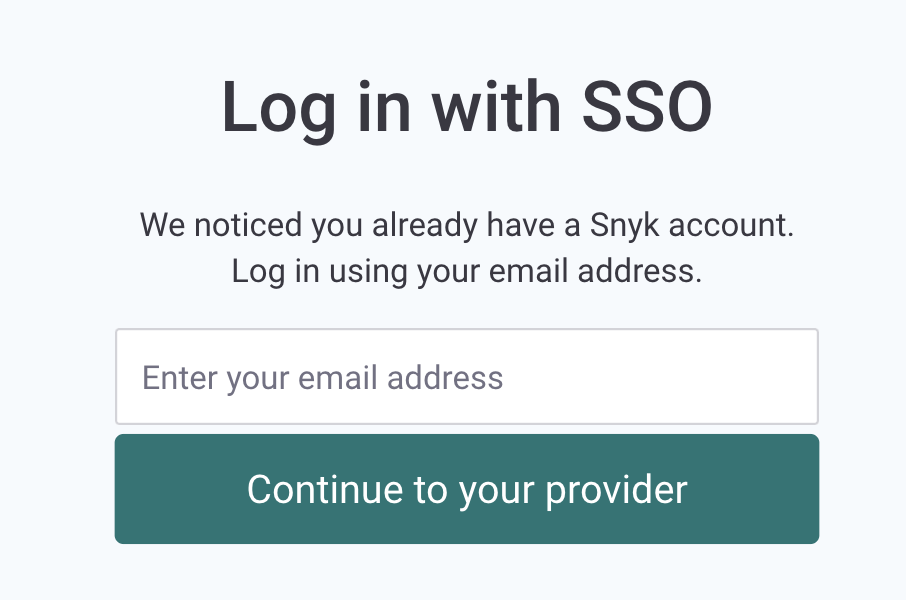 Log in with SSO
We noticed you already have a Snyk account.
Log in using your email address.
Enter your email address
Continue to your provider